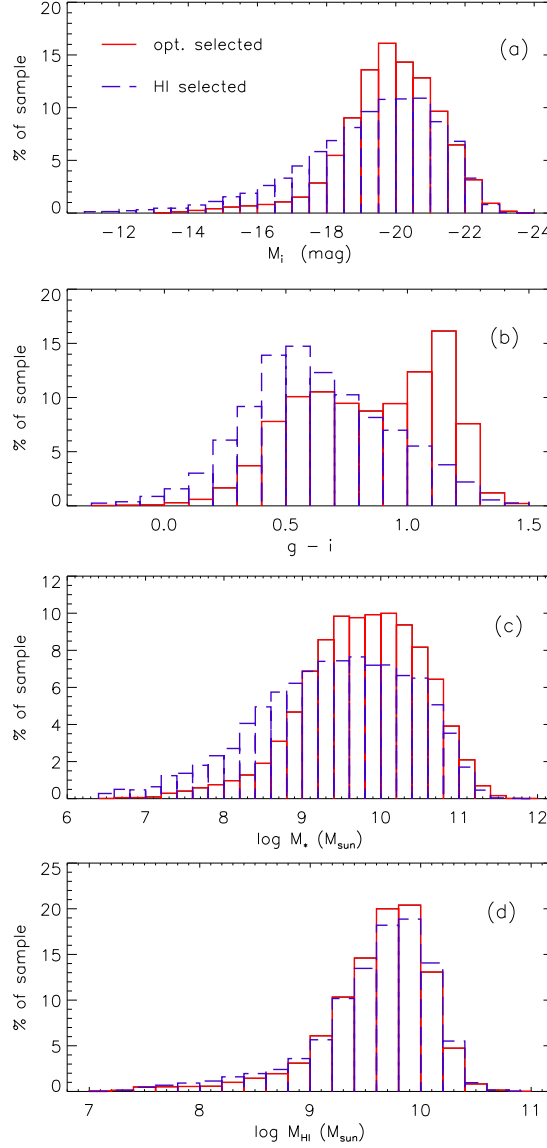 20
opt. selected
(a)
15
HI selected
10
5
0
% of sample
-12 -14 -16 -18 -20 -22 -24
M_i (mag)
20
(b)
15
10
5
0
% of sample
0.0 0.5 1.0 1.5
g - i
12
(c)
10
8
6
4
2
0
% of sample
6 7 8 9 10 11 12
log M_* (M_sun)
25
(d)
20
15
10
5
0
% of sample
7 8 9 10 11
log M_HI (M_sun)